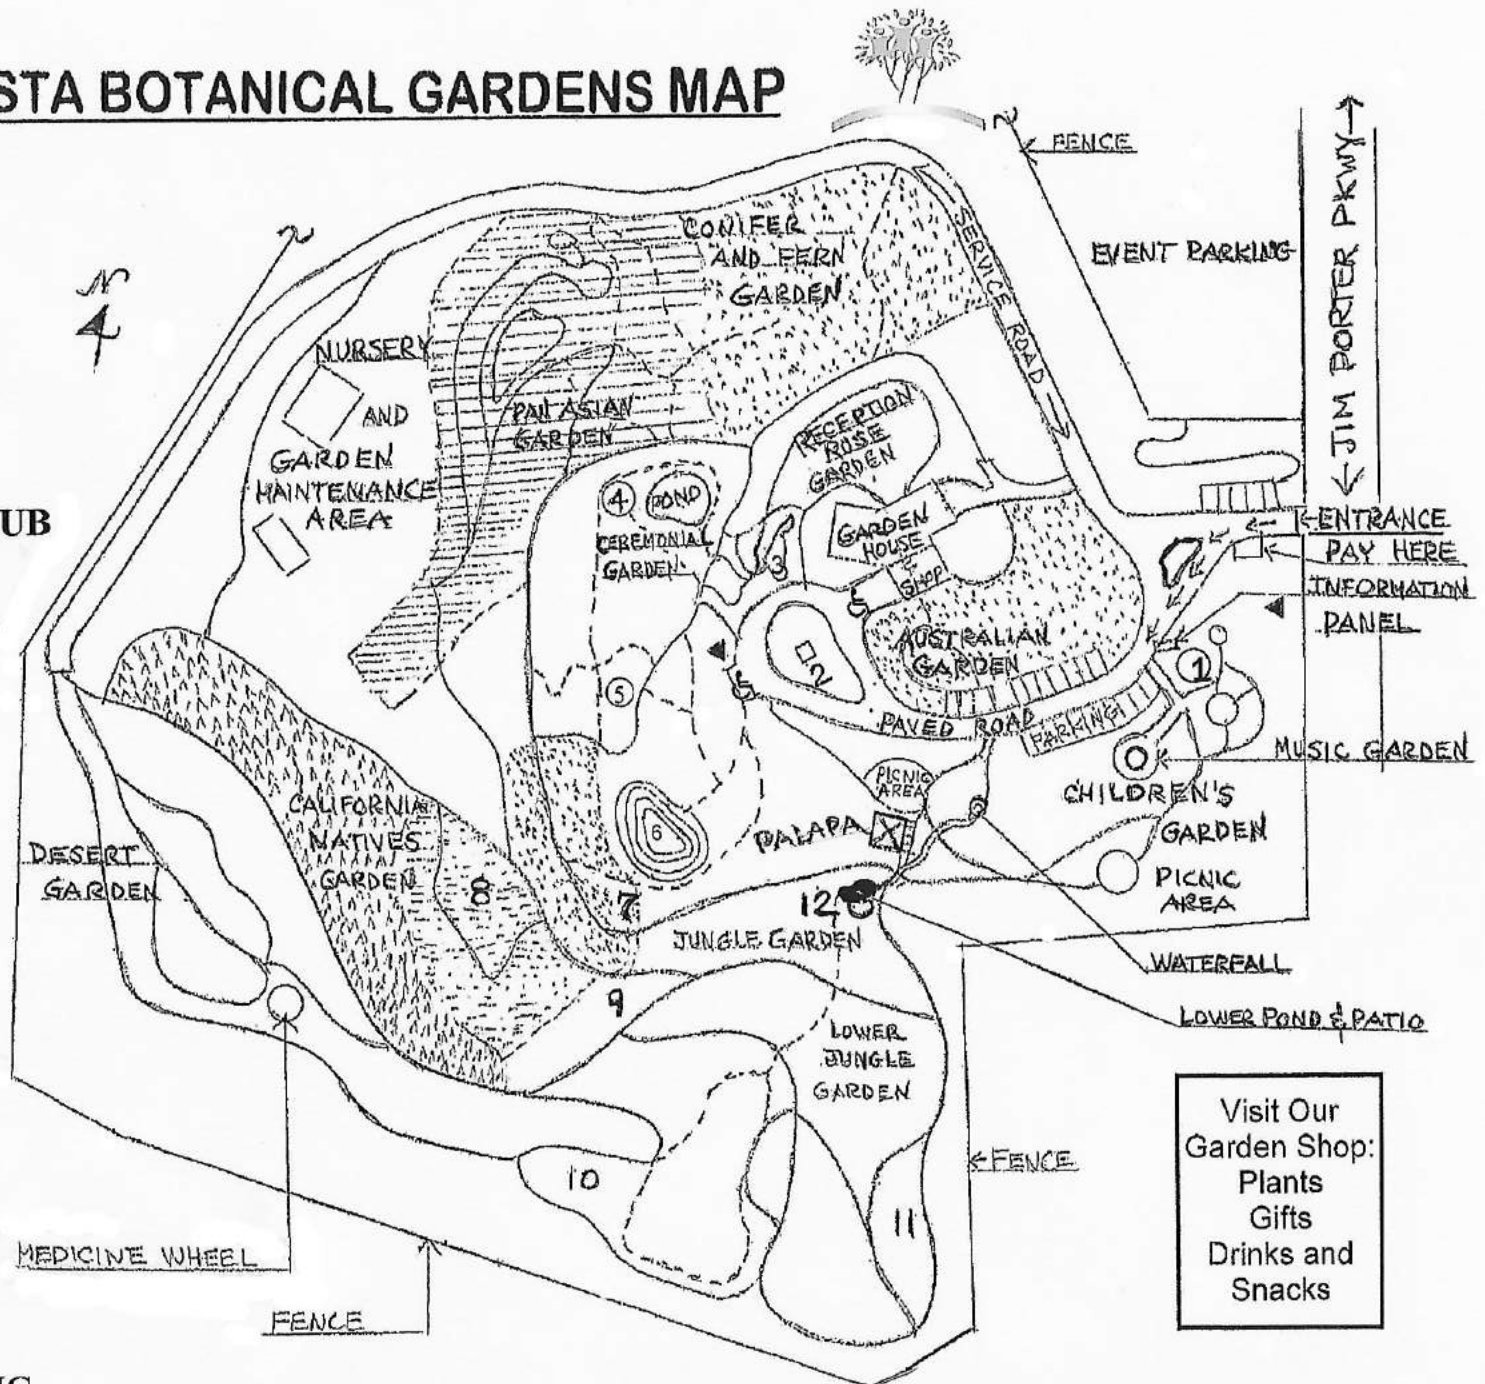 STA BOTANICAL GARDENS MAP
FENCE
JIM PORTER PKWY
EVENT PARKING
CONIFER
AND FERN
GARDEN
SERVICE ROAD
N
NURSERY
AND
GARDEN
MAINTENANCE
AREA
PAN ASIAN
GARDEN
RECEPTION
ROSE
GARDEN
4
POND
CEREMONIAL
GARDEN
GARDEN
HOUSE
SHOP
3
UB
ENTRANCE
PAY HERE
INFORMATION
PANEL
AUSTRALIAN
GARDEN
1
2
5
PAVED ROAD
PARKING
MUSIC GARDEN
PICNIC
AREA
CHILDREN'S
GARDEN
PALAPA
6
CALIFORNIA
NATIVES
GARDEN
DESERT
GARDEN
8
7
12
PICNIC
AREA
JUNGLE GARDEN
WATERFALL
9
LOWER POND & PATIO
LOWER
JUNGLE
GARDEN
FENCE
10
11
MEDICINE WHEEL
FENCE
Visit Our
Garden Shop:
Plants
Gifts
Drinks and
Snacks